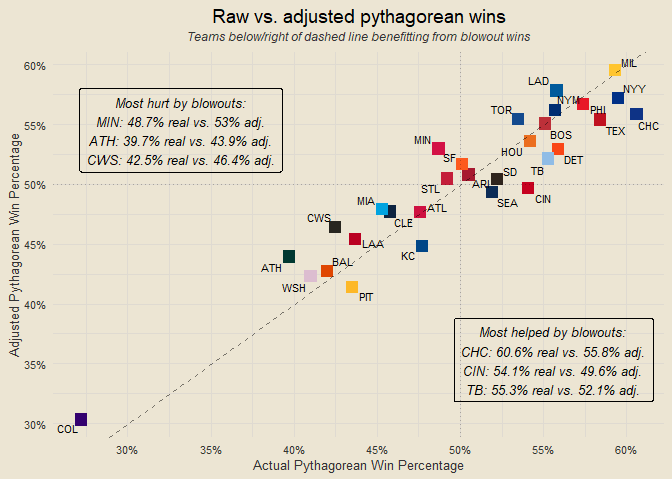 Raw vs. adjusted pythagorean wins
Teams below/right of dashed line benefitting from blowout wins
Adjusted Pythagorean Win Percentage
60%
55%
50%
45%
40%
35%
30%
Most hurt by blowouts:
MIN: 48.7% real vs. 53% adj.
ATH: 39.7% real vs. 43.9% adj.
CWS: 42.5% real vs. 46.4% adj.
MIL
LAD
NYY
NYM
PHI
CHC
TOR
TEX
BOS
MIN
HOU
DET
SF
TB
SD
STL
ARI
SEA
CIN
MIA
ATL
CWS
CLE
LAA
KC
ATH
BAL
WSH
PIT
COL
Most helped by blowouts:
CHC: 60.6% real vs. 55.8% adj.
CIN: 54.1% real vs. 49.6% adj.
TB: 55.3% real vs. 52.1% adj.
30%
35%
40%
45%
50%
55%
60%
Actual Pythagorean Win Percentage